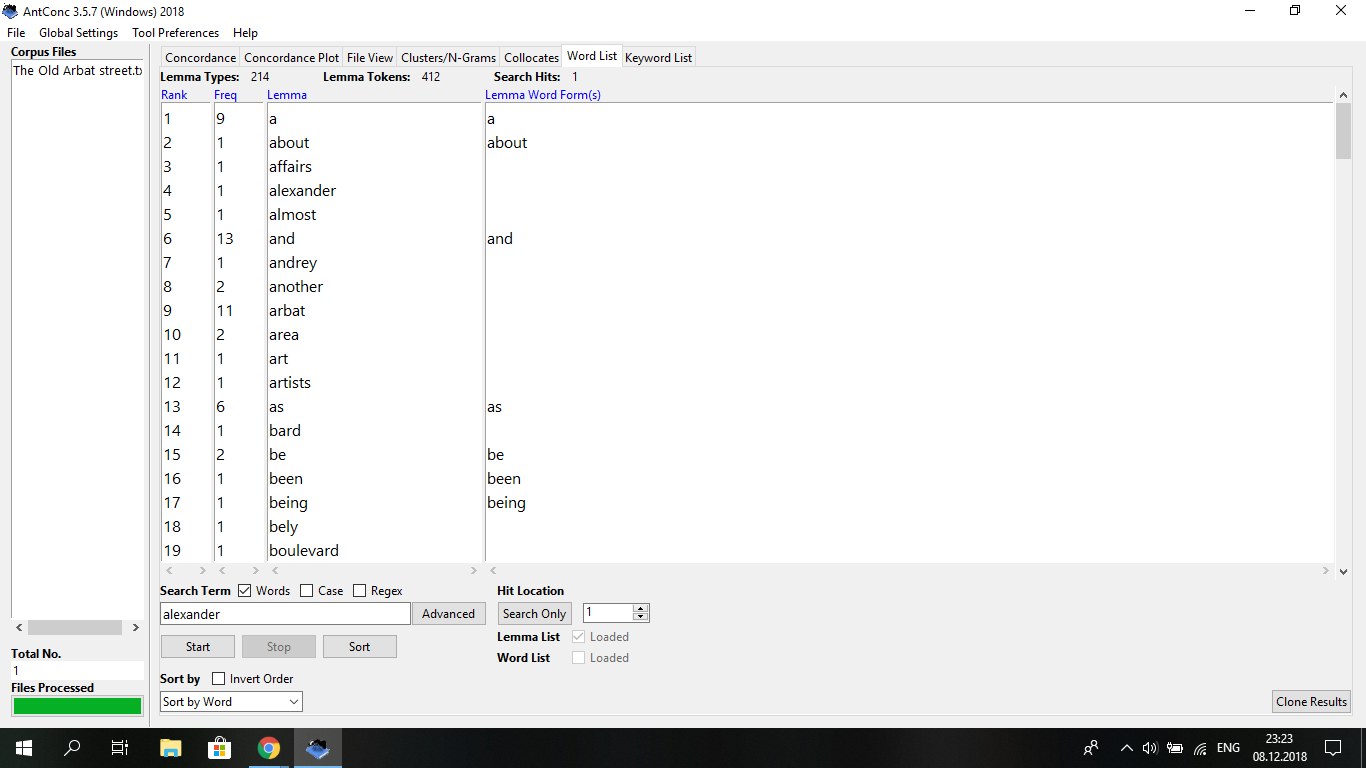 AntConc 3.5.7 (Windows) 2018
File Global Settings Tool Preferences Help
Corpus Files
The Old Arbat street.t
Concordance Concordance Plot File View Clusters/N-Grams Collocates Word List Keyword List
Lemma Types: 214 Lemma Tokens: 412 Search Hits: 1
Rank Freq Lemma Lemma Word Form(s)
1 9 a a
2 1 about about
3 1 affairs
4 1 alexander
5 1 almost
6 13 and and
7 1 andrey
8 2 another
9 11 arbat
10 2 area
11 1 art
12 1 artists
13 6 as as
14 1 bard
15 2 be be
16 1 been been
17 1 being being
18 1 bely
19 1 boulevard
Search Term Words Case Regex Hit Location
alexander Advanced Search Only 1
Lemma List Loaded
Start Stop Sort
Word List Loaded
Total No.
1
Files Processed
Sort by Invert Order
Sort by Word
Clone Results
ENG
23:23
08.12.2018